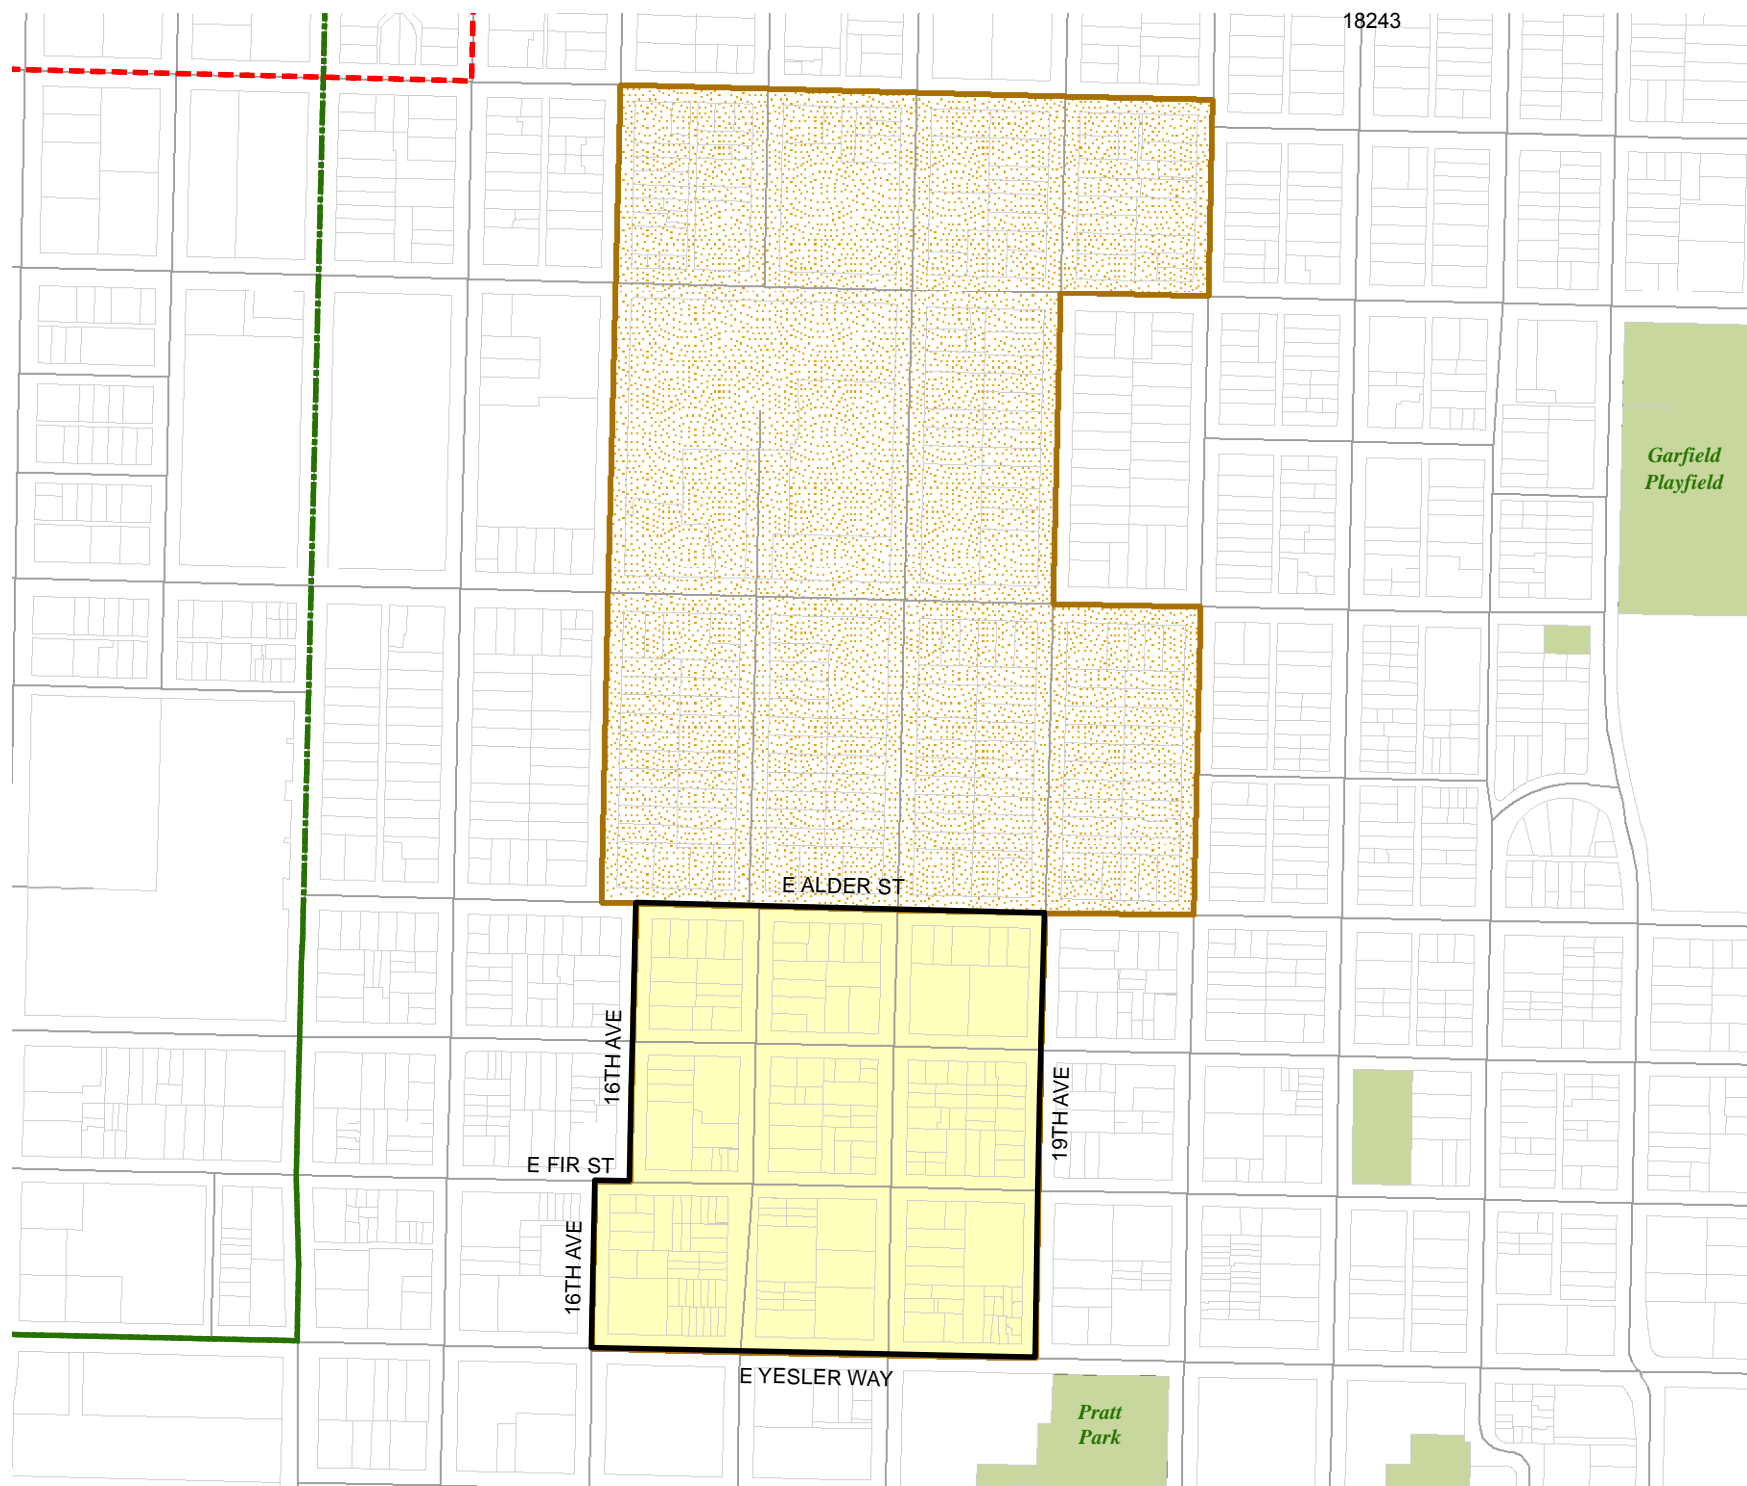 18243
Garfield
Playfield
E ALDER ST
16TH AVE
19TH AVE
E FIR ST
16TH AVE
E YESLER WAY
Pratt
Park